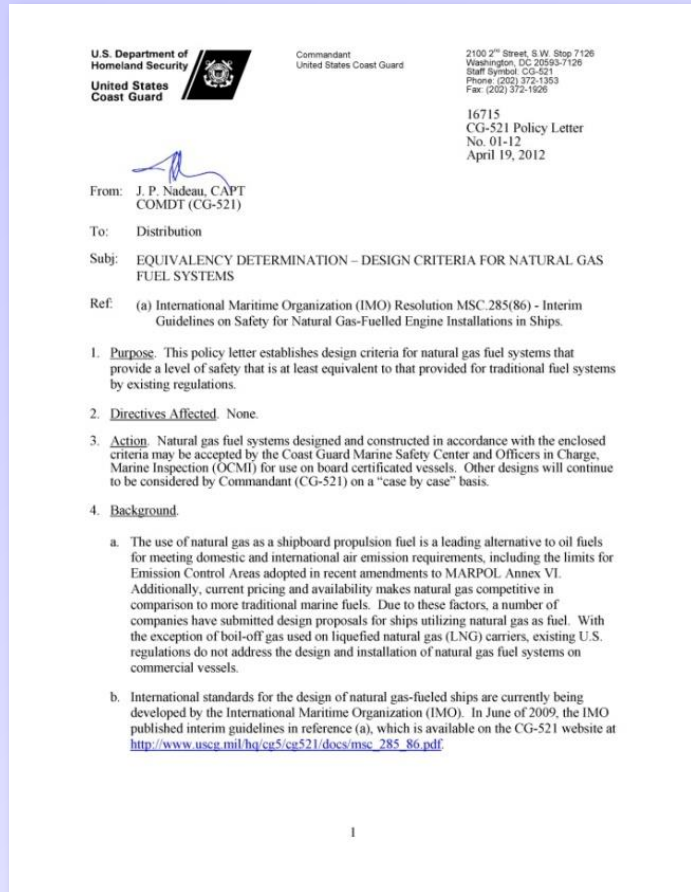 U.S. Department of
Homeland Security
United States
Coast Guard
Commandant
United States Coast Guard
2100 2nd Street, S.W. Stop 7126
Washington, DC 20593-7126
Staff Symbol: CG-521
Phone: (202) 372-1353
Fax: (202) 372-1926
16715
CG-521 Policy Letter
No. 01-12
April 19, 2012
From: J. P. Nadeau, CAPT
COMDT (CG-521)
To: Distribution
Subj: EQUIVALENCY DETERMINATION – DESIGN CRITERIA FOR NATURAL GAS
FUEL SYSTEMS
Ref: (a) International Maritime Organization (IMO) Resolution MSC.285(86) - Interim
Guidelines on Safety for Natural Gas-Fuelled Engine Installations in Ships.
1. Purpose. This policy letter establishes design criteria for natural gas fuel systems that
provide a level of safety that is at least equivalent to that provided for traditional fuel systems
by existing regulations.
2. Directives Affected. None.
3. Action. Natural gas fuel systems designed and constructed in accordance with the enclosed
criteria may be accepted by the Coast Guard Marine Safety Center and Officers in Charge,
Marine Inspection (OCMI) for use on board certificated vessels. Other designs will continue
to be considered by Commandant (CG-521) on a “case by case” basis.
4. Background.
a. The use of natural gas as a shipboard propulsion fuel is a leading alternative to oil fuels
for meeting domestic and international air emission requirements, including the limits for
Emission Control Areas adopted in recent amendments to MARPOL Annex VI.
Additionally, current pricing and availability makes natural gas competitive in
comparison to more traditional marine fuels. Due to these factors, a number of
companies have submitted design proposals for ships utilizing natural gas as fuel. With
the exception of boil-off gas used on liquefied natural gas (LNG) carriers, existing U.S.
regulations do not address the design and installation of natural gas fuel systems on
commercial vessels.
b. International standards for the design of natural gas-fueled ships are currently being
developed by the International Maritime Organization (IMO). In June of 2009, the IMO
published interim guidelines in reference (a), which is available on the CG-521 website at
http://www.uscg.mil/hq/cg5/cg521/docs/msc_285_86.pdf.
1